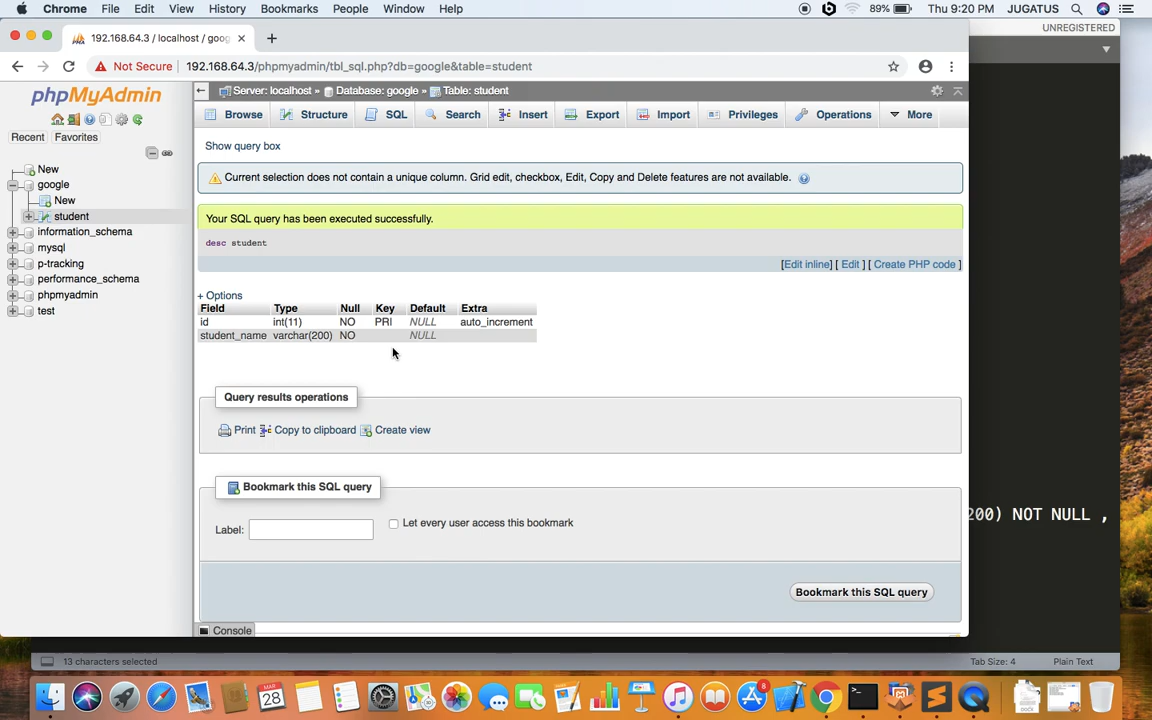 Chrome File Edit View History Bookmarks People Window Help 89% Thu 9:20 PM JUGATUS
192.168.64.3 / localhost / goog
UNREGISTERED
Not Secure 192.168.64.3/phpmyadmin/tbl_sql.php?db=google&table=student
phpMyAdmin
Recent Favorites
New
google
New
student
information_schema
mysql
p-tracking
performance_schema
phpmyadmin
test
Server: localhost » Database: google » Table: student
Browse Structure SQL Search Insert Export Import Privileges Operations More
Show query box
Current selection does not contain a unique column. Grid edit, checkbox, Edit, Copy and Delete features are not available.
Your SQL query has been executed successfully.
desc student
[Edit inline] [ Edit ] [ Create PHP code ]
+ Options
Field Type Null Key Default Extra
id int(11) NO PRI NULL auto_increment
student_name varchar(200) NO NULL
Query results operations
Print Copy to clipboard Create view
Bookmark this SQL query
Label: Let every user access this bookmark
200) NOT NULL ,
Bookmark this SQL query
Console
13 characters selected Tab Size: 4 Plain Text
MAR
28
8